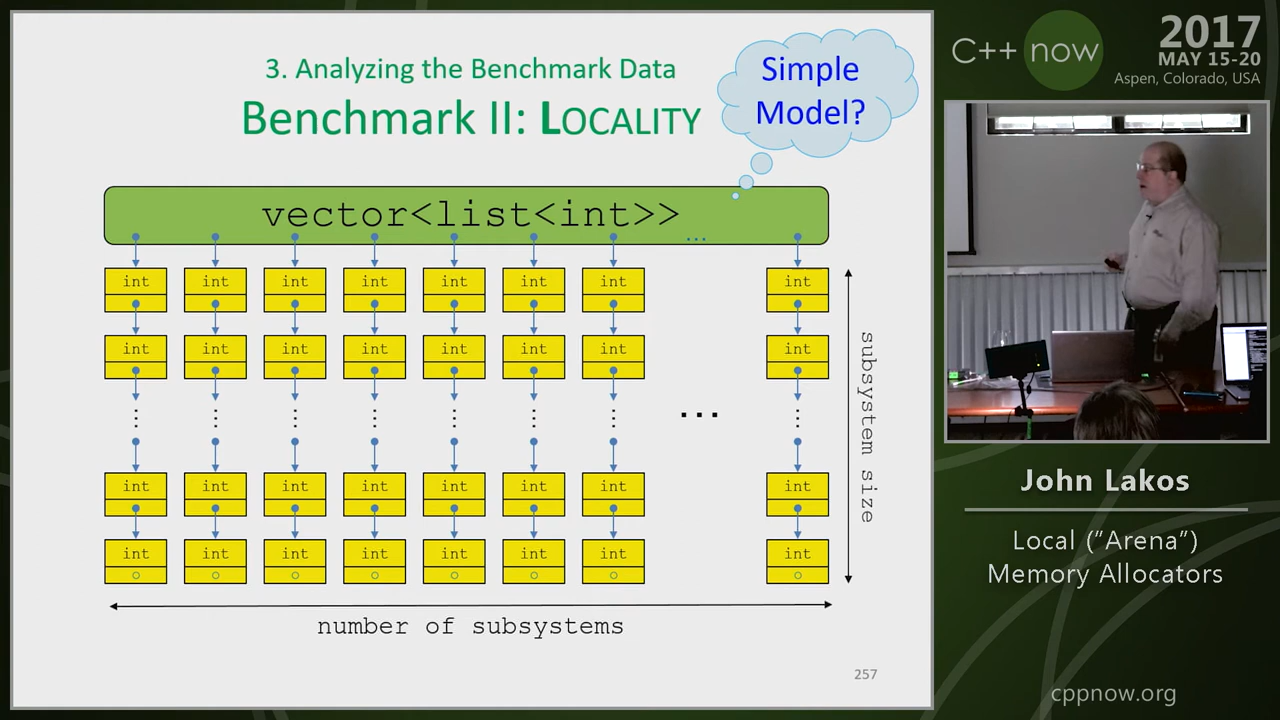 3. Analyzing the Benchmark Data
Benchmark II: LOCALITY
Simple
Model?
vector<list<int>>
...
int int int int int int int int
int int int int int int int int
...
int int int int int int int int
int int int int int int int int
subsystem size
number of subsystems
257
C++ now
2017
MAY 15-20
Aspen, Colorado, USA
John Lakos
Local (“Arena”)
Memory Allocators
cppnow.org